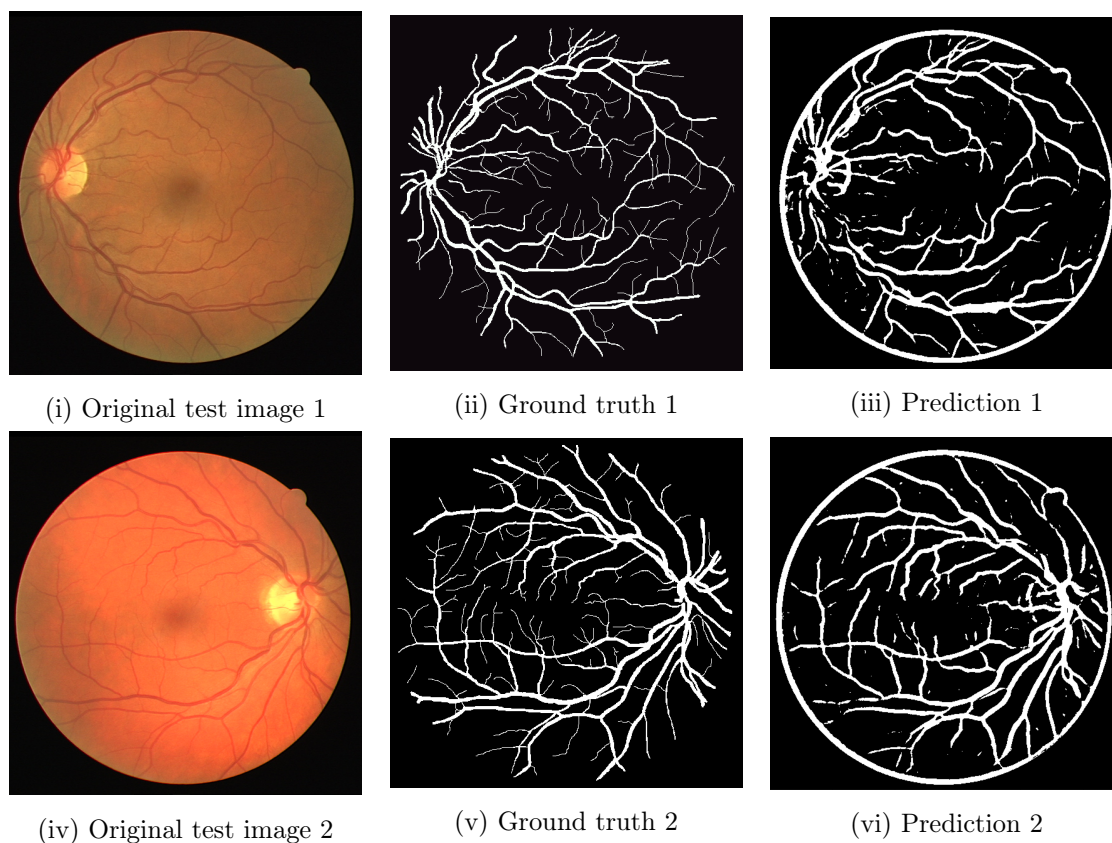 (i) Original test image 1
(ii) Ground truth 1
(iii) Prediction 1
(iv) Original test image 2
(v) Ground truth 2
(vi) Prediction 2